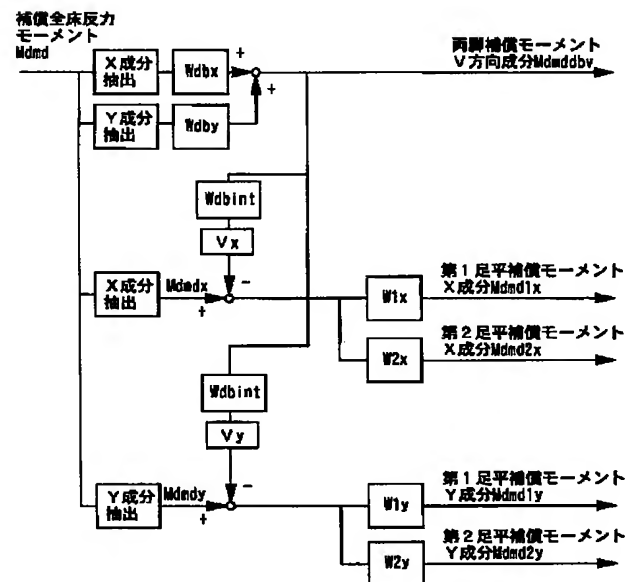 補償全床反力
モーメント
Mdmd
X成分
抽出
Wdbx
+
両脚補償モーメント
V方向成分Mdmddbv
+
Y成分
抽出
Wdby
Wdbint
Vx
X成分
抽出
Mdmdx
-
+
W1x
第1足平補償モーメント
X成分Mdmd1x
W2x
第2足平補償モーメント
X成分Mdmd2x
Wdbint
Vy
Y成分
抽出
Mdmdy
-
+
W1y
第1足平補償モーメント
Y成分Mdmd1y
W2y
第2足平補償モーメント
Y成分Mdmd2y